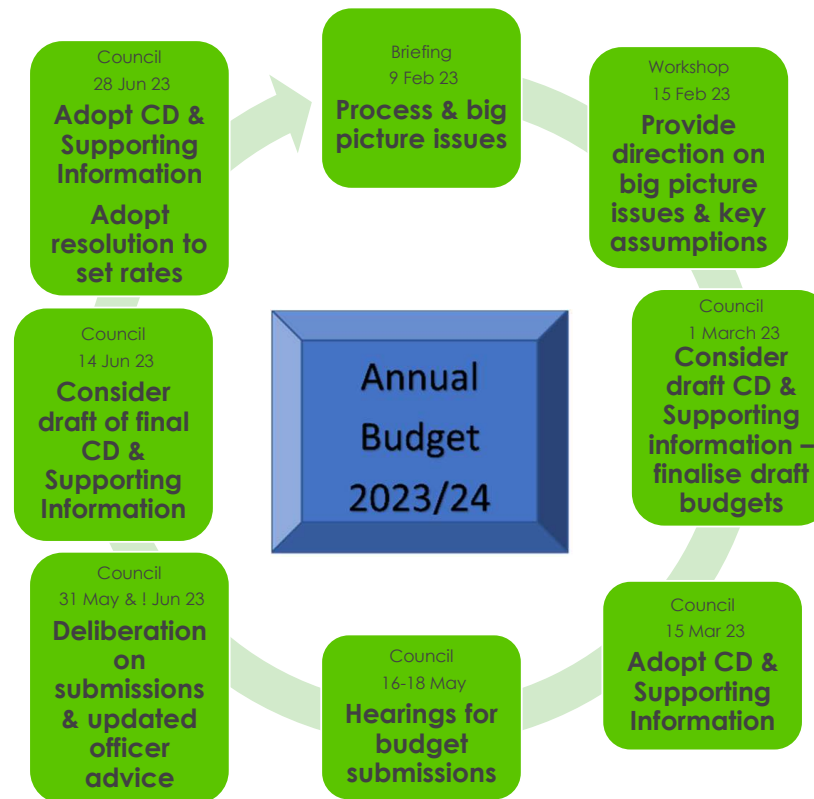 Briefing
9 Feb 23
Process & big
picture issues
Workshop
15 Feb 23
Provide
direction on
big picture
issues & key
assumptions
Council
1 March 23
Consider
draft CD &
Supporting
information –
finalise draft
budgets
Council
15 Mar 23
Adopt CD &
Supporting
Information
Council
16-18 May
Hearings for
budget
submissions
Council
31 May & ! Jun 23
Deliberation
on
submissions
& updated
officer
advice
Council
14 Jun 23
Consider
draft of final
CD &
Supporting
Information
Council
28 Jun 23
Adopt CD &
Supporting
Information
Adopt
resolution to
set rates
Annual
Budget
2023/24